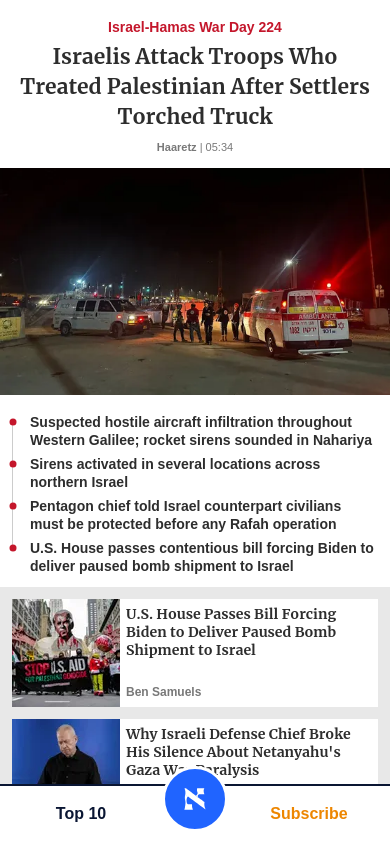 Israel-Hamas War Day 224
Israelis Attack Troops Who
Treated Palestinian After Settlers
Torched Truck
Haaretz | 05:34
AMBULANCE
Suspected hostile aircraft infiltration throughout
Western Galilee; rocket sirens sounded in Nahariya
Sirens activated in several locations across
northern Israel
Pentagon chief told Israel counterpart civilians
must be protected before any Rafah operation
U.S. House passes contentious bill forcing Biden to
deliver paused bomb shipment to Israel
U.S. House Passes Bill Forcing
Biden to Deliver Paused Bomb
Shipment to Israel
Ben Samuels
STOP U.S. AID
Why Israeli Defense Chief Broke
His Silence About Netanyahu's
Gaza War Paralysis
Top 10
Subscribe